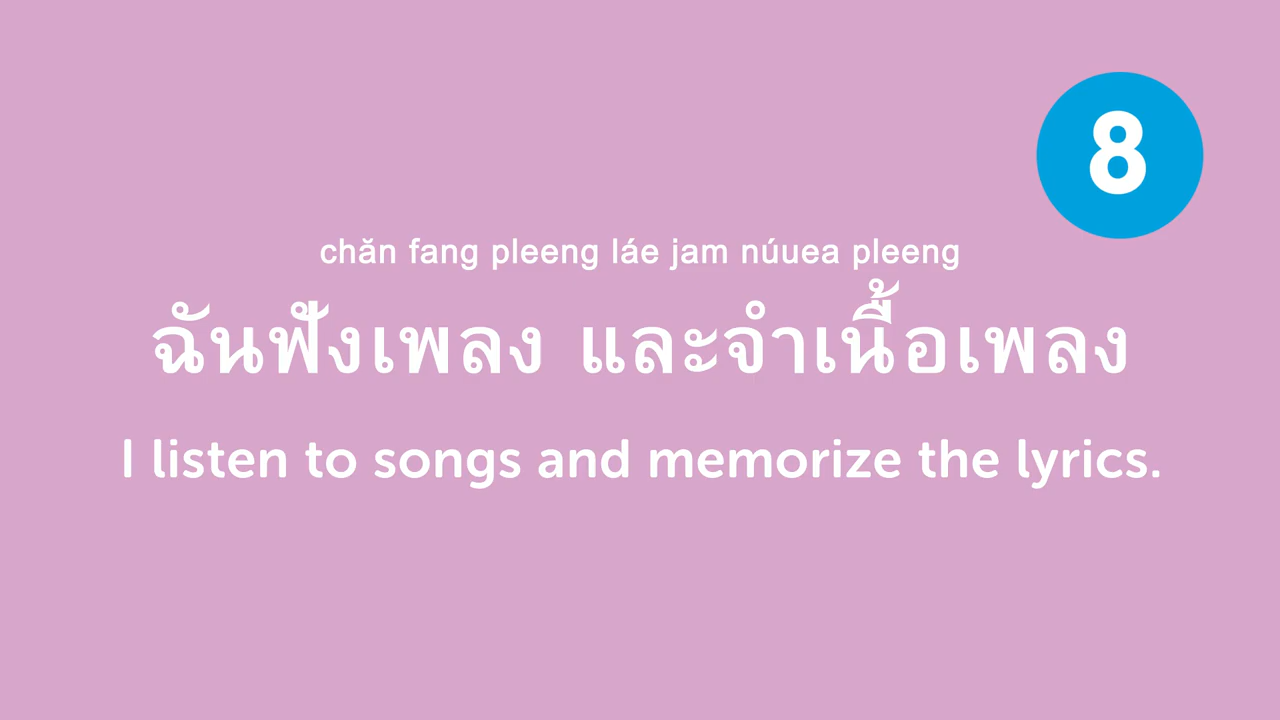 8
chăn fang pleeng láe jam núuea pleeng
ฉันฟังเพลง และจำเนื้อเพลง
I listen to songs and memorize the lyrics.